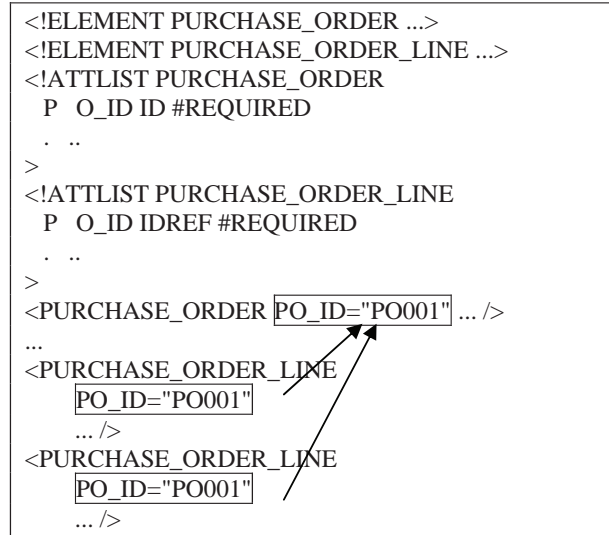 <!ELEMENT PURCHASE_ORDER ...>
<!ELEMENT PURCHASE_ORDER_LINE ...>
<!ATTLIST PURCHASE_ORDER
P O_ID ID #REQUIRED
. ..
>
<!ATTLIST PURCHASE_ORDER_LINE
P O_ID IDREF #REQUIRED
. ..
>
<PURCHASE_ORDER PO_ID="PO001" ... />
...
<PURCHASE_ORDER_LINE
PO_ID="PO001"
... />
<PURCHASE_ORDER_LINE
PO_ID="PO001"
... />